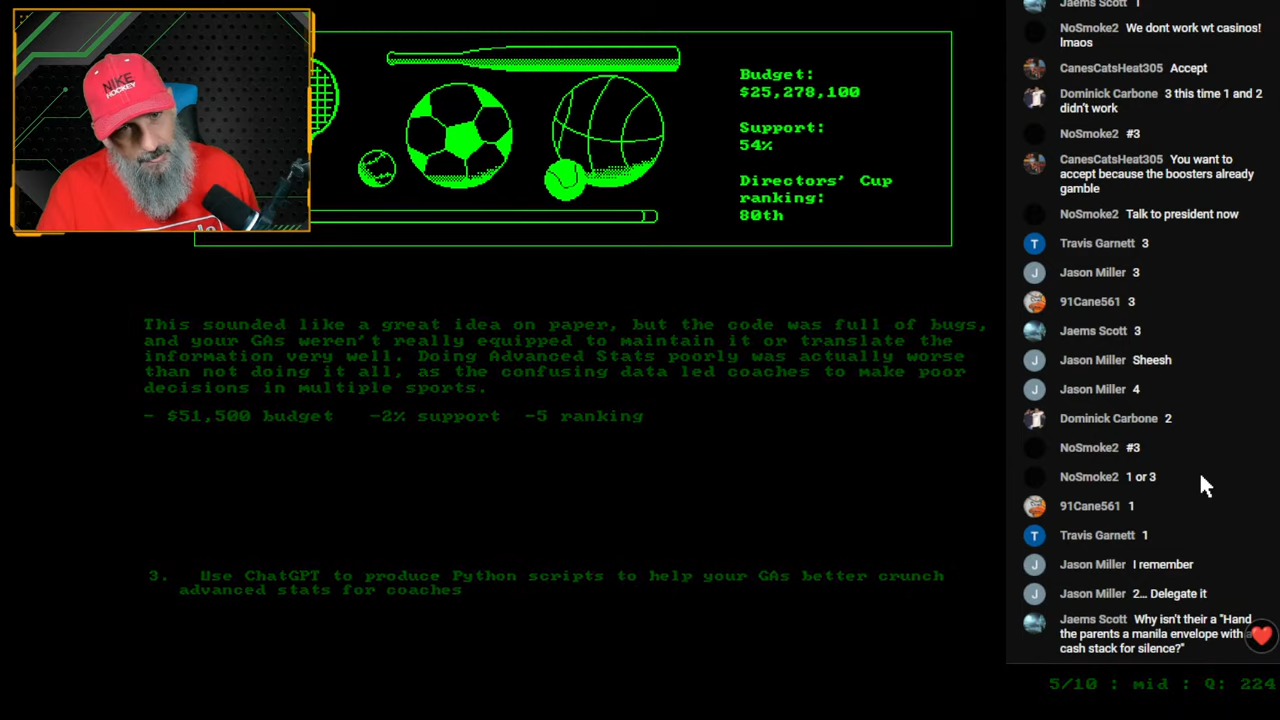 NIKE
HOCKEY
Budget:
$25,278,100
Support:
54%
Directors' Cup
ranking:
80th
This sounded like a great idea on paper, but the code was full of bugs,
and your GAs weren't really equipped to maintain it or translate the
information very well. Doing Advanced Stats poorly was actually worse
than not doing it all, as the confusing data led coaches to make poor
decisions in multiple sports.
- $51,500 budget -2% support -5 ranking
3. Use ChatGPT to produce Python scripts to help your GAs better crunch
advanced stats for coaches
Jaems Scott 1
NoSmoke2 We dont work wt casinos!
lmaos
CanesCatsHeat305 Accept
Dominick Carbone 3 this time 1 and 2
didn't work
NoSmoke2 #3
CanesCatsHeat305 You want to
accept because the boosters already
gamble
NoSmoke2 Talk to president now
T Travis Garnett 3
J Jason Miller 3
91Cane561 3
Jaems Scott 3
J Jason Miller Sheesh
J Jason Miller 4
Dominick Carbone 2
NoSmoke2 #3
NoSmoke2 1 or 3
91Cane561 1
T Travis Garnett 1
J Jason Miller I remember
J Jason Miller 2... Delegate it
Jaems Scott Why isn't their a "Hand
the parents a manila envelope with a
cash stack for silence?"
5/10 : mid : Q: 224